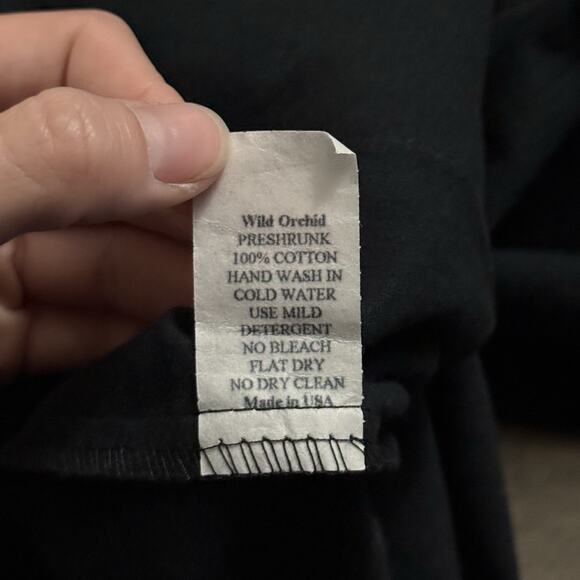 Wild Orchid
PRESHRUNK
100% COTTON
HAND WASH IN
COLD WATER
USE MILD
DETERGENT
NO BLEACH
FLAT DRY
NO DRY CLEAN
Made in USA